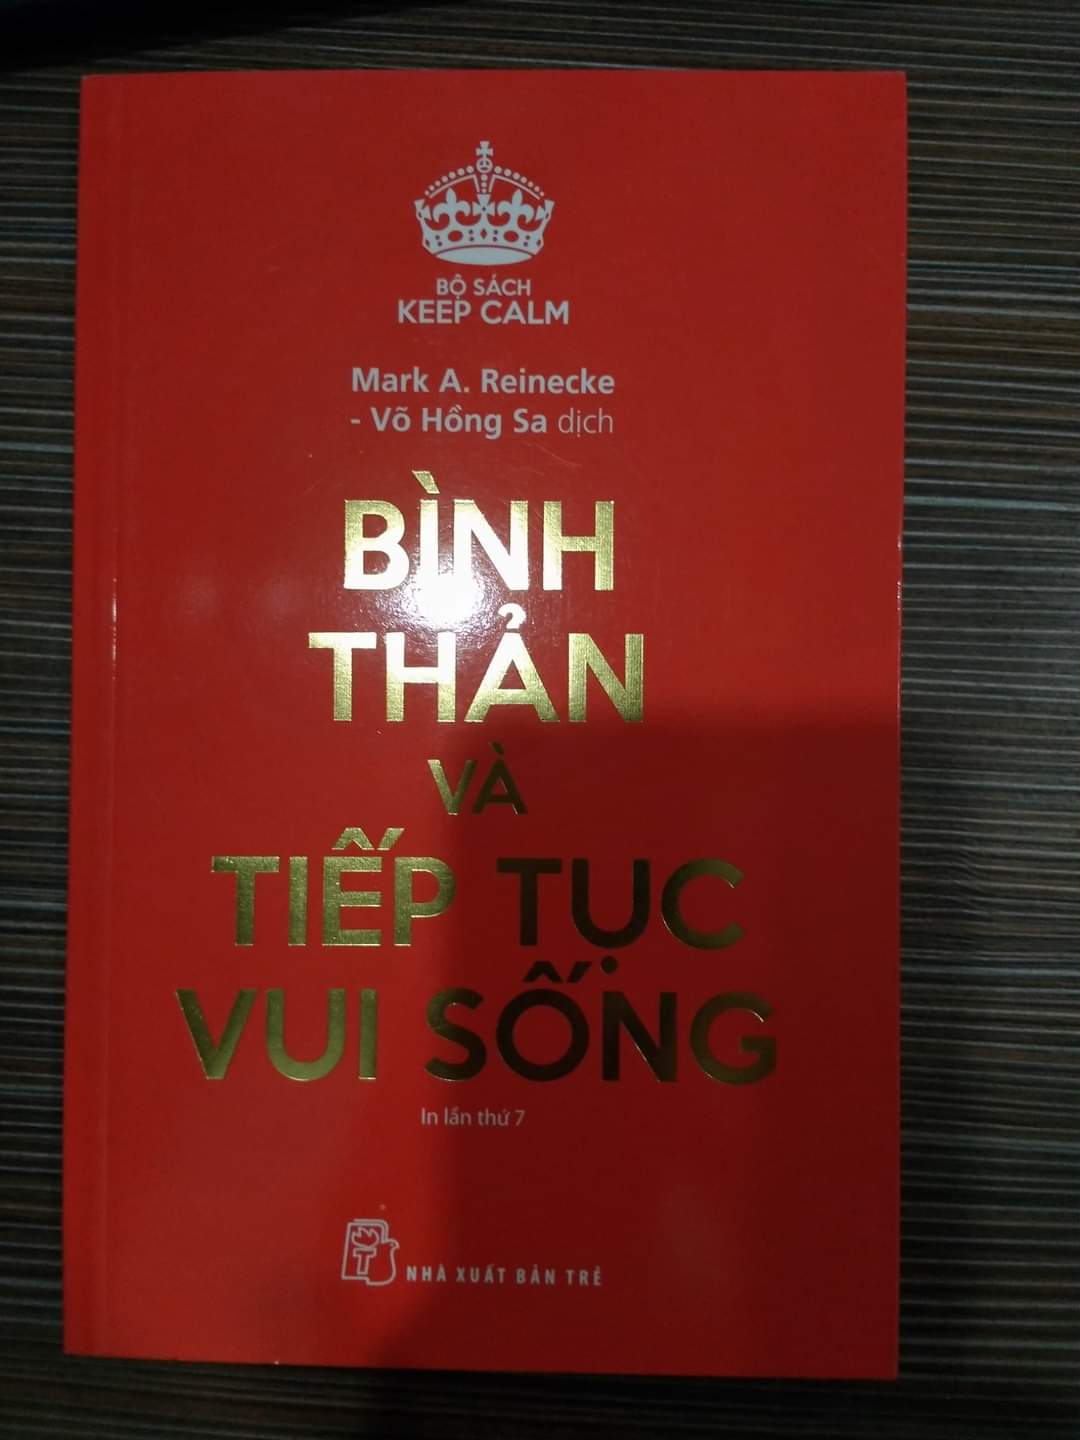 BỘ SÁCH
KEEP CALM
Mark A. Reinecke
- Võ Hồng Sa dịch
BÌNH
THẢN
VÀ
TIẾP TỤC
VUI SỐNG
In lần thứ 7
NHÀ XUẤT BẢN TRẺ